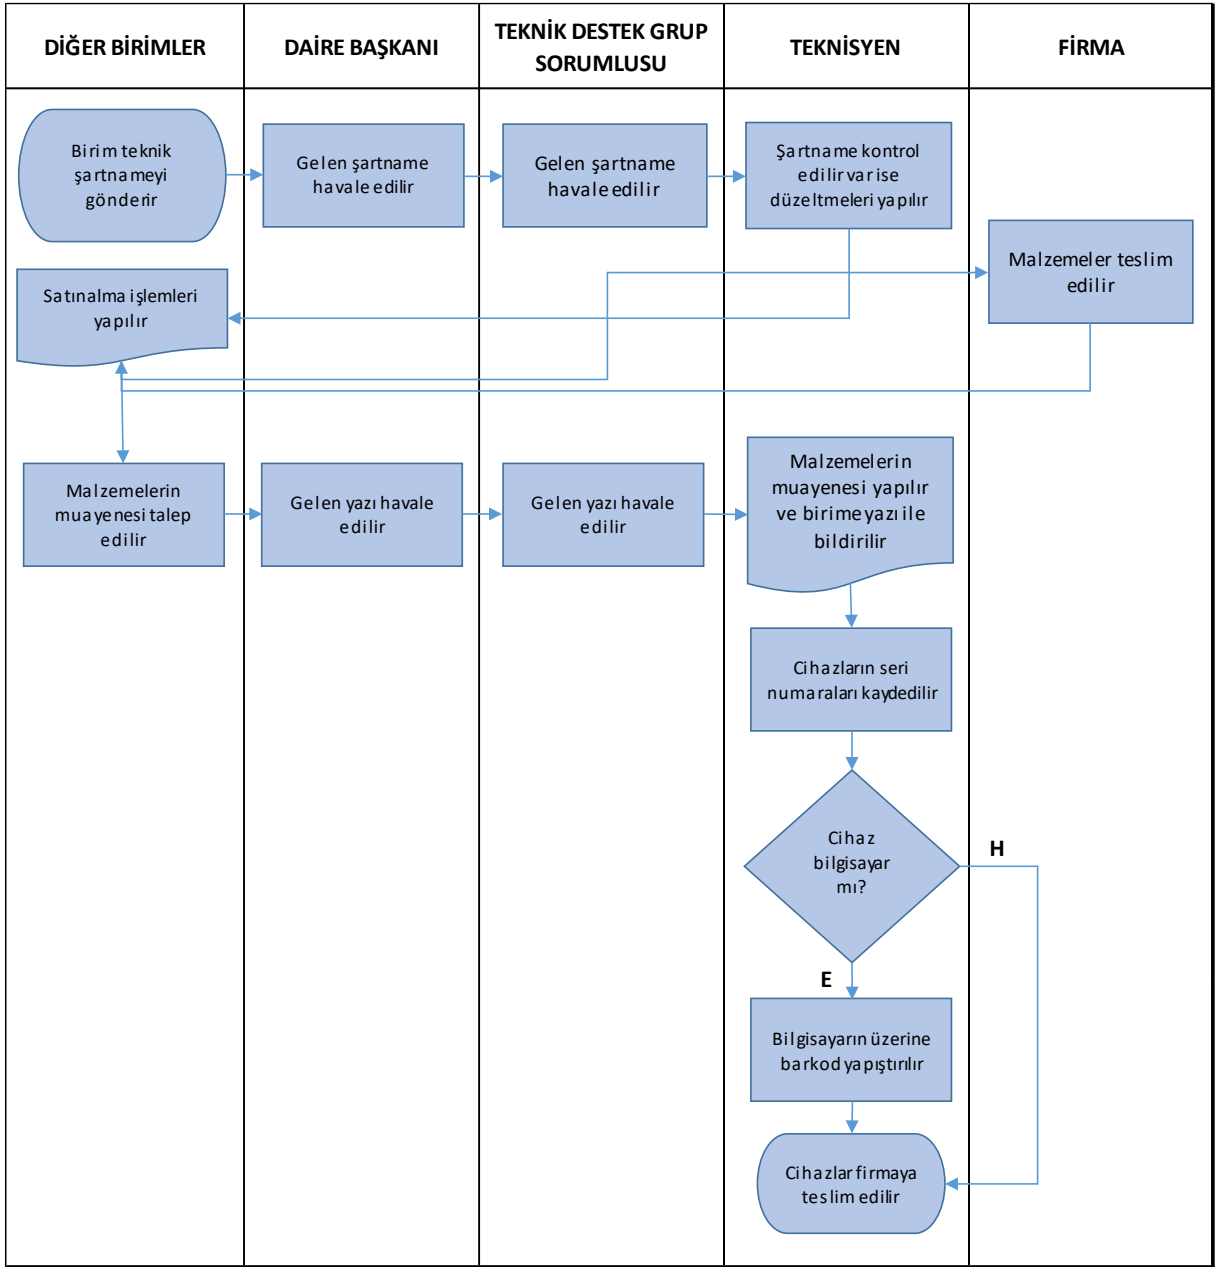 DİĞER BİRİMLER
DAİRE BAŞKANI
TEKNİK DESTEK GRUP
SORUMLUSU
TEKNİSYEN
FİRMA
Birim teknik
şartnameyi
gönderir
Gelen şartname
havale edilir
Gelen şartname
havale edilir
Şartname kontrol
edilir var ise
düzeltmeleri yapılır
Malzemeler teslim
edilir
Satınalma işlemleri
yapılır
Malzemelerin
muayenesi talep
edilir
Gelen yazı havale
edilir
Gelen yazı havale
edilir
Malzemelerin
muayenesi yapılır
ve birime yazı ile
bildirilir
Cihazların seri
numaraları kaydedilir
Cihaz
bilgisayar
mı?
H
E
Bilgisayarın üzerine
barkod yapıştırılır
Cihazlar firmaya
teslim edilir